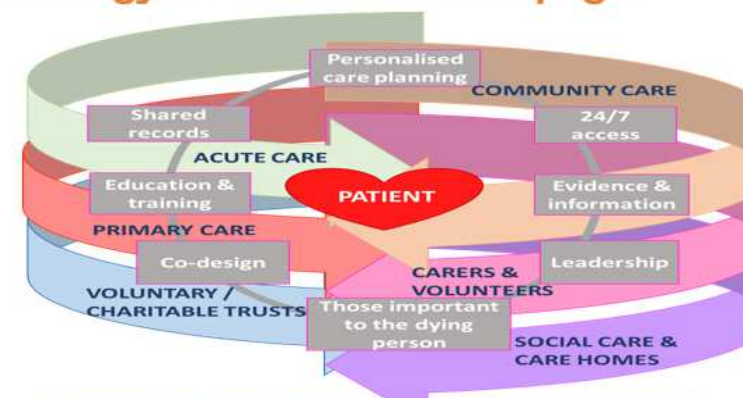 Personalised
care planning
COMMUNITY CARE
Shared
records
24/7
access
ACUTE CARE
Education &
training
PATIENT
Evidence &
information
PRIMARY CARE
Co-design
Leadership
CARERS &
VOLUNTEERS
VOLUNTARY /
CHARITABLE TRUSTS
Those important
to the dying
person
SOCIAL CARE &
CARE HOMES